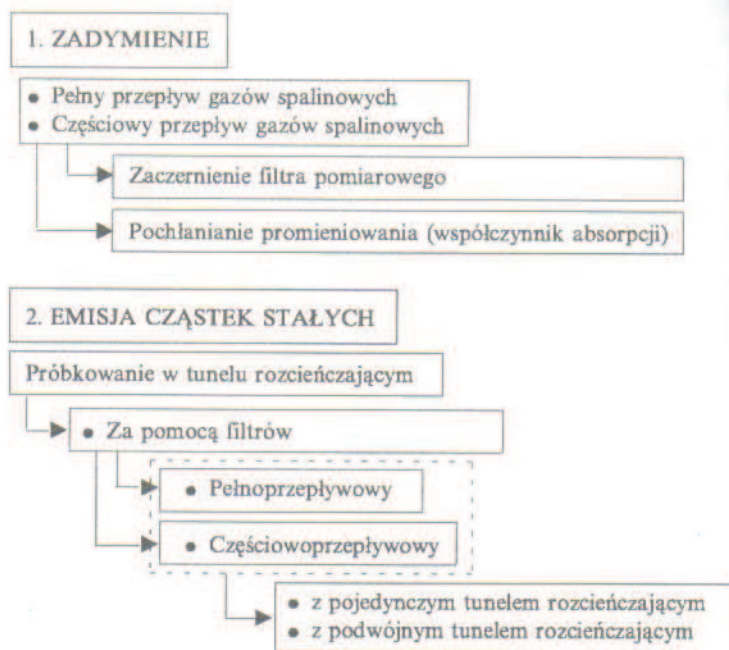 1. ZADYMIENIE
• Pełny przepływ gazów spalinowych
• Częściowy przepływ gazów spalinowych
Zaczernienie filtra pomiarowego
Pochłanianie promieniowania (współczynnik absorpcji)
2. EMISJA CZĄSTEK STAŁYCH
Próbkowanie w tunelu rozcieńczającym
• Za pomocą filtrów
• Pełnoprzepływowy
• Częściowoprzepływowy
• z pojedynczym tunelem rozcieńczającym
• z podwójnym tunelem rozcieńczającym